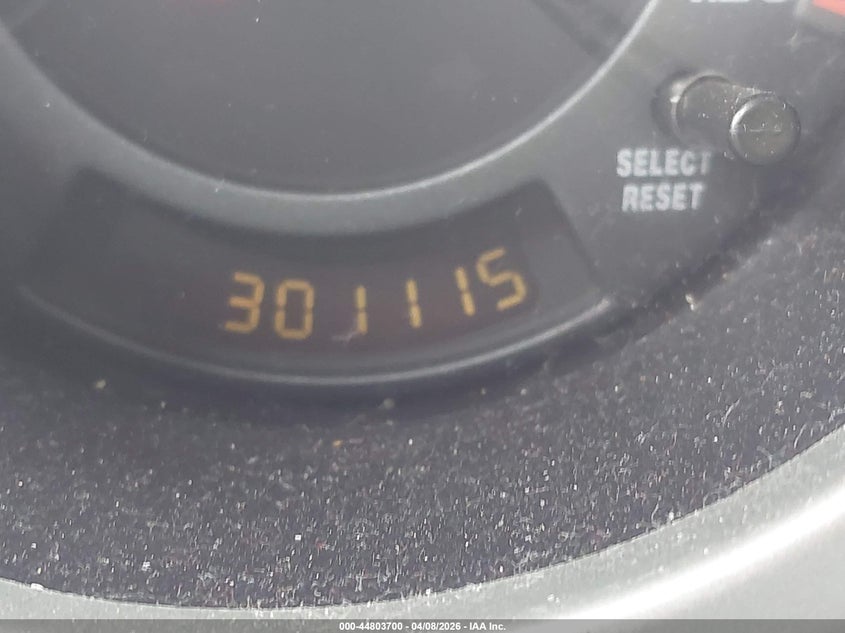 SELECT
RESET
301115
000-44803700 - 04/08/2026 - IAA Inc.